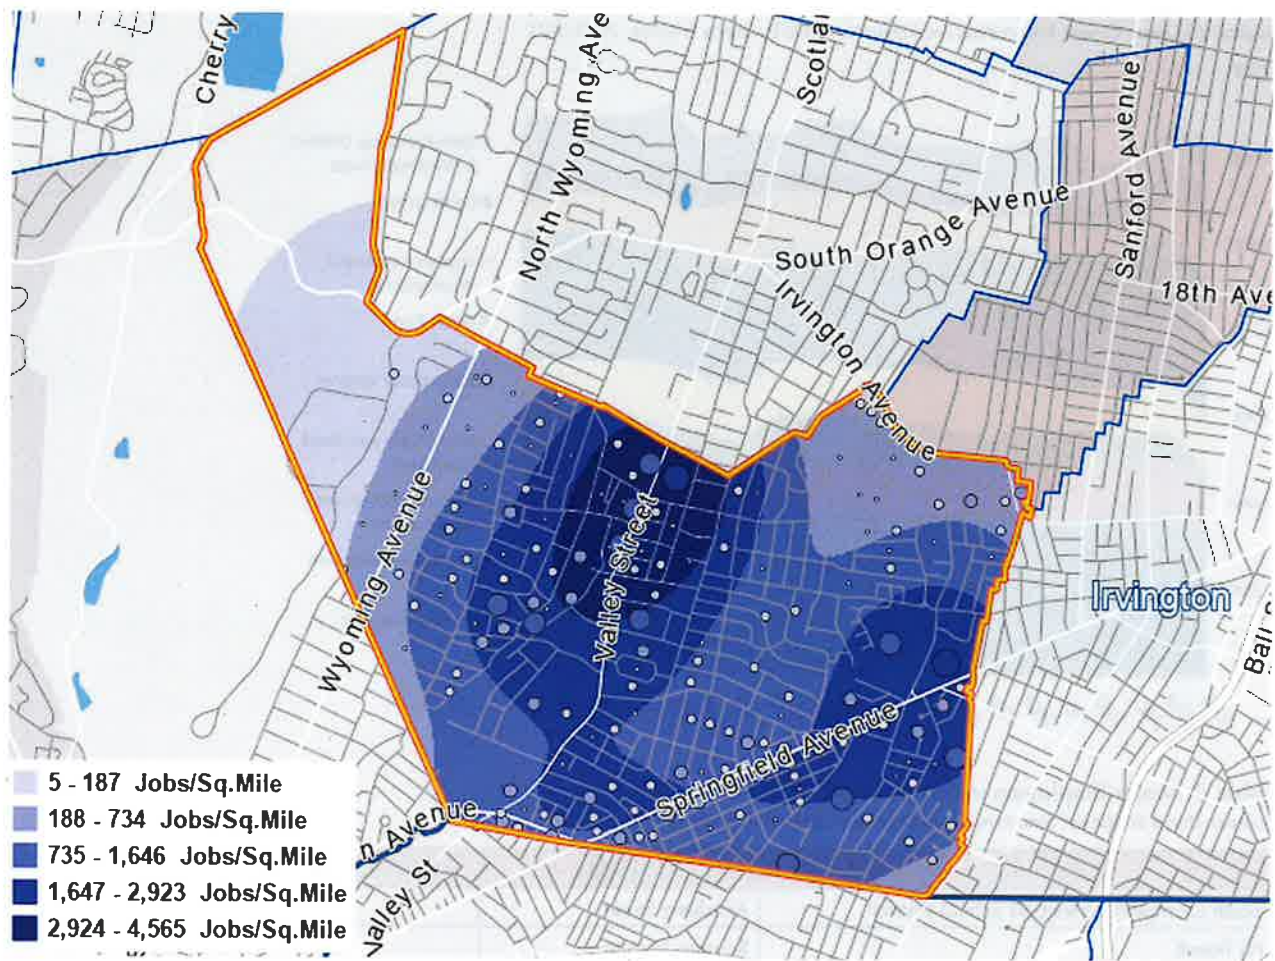 Cherry
North Wyoming Ave
Scotla
Sanford Avenue
South Orange Avenue
Irvington Avenue
18th Ave
Irvington
Wyoming Avenue
Valley Street
Springfield Avenue
Ball S
n Avenue
Valley St
5 - 187 Jobs/Sq.Mile
188 - 734 Jobs/Sq.Mile
735 - 1,646 Jobs/Sq.Mile
1,647 - 2,923 Jobs/Sq.Mile
2,924 - 4,565 Jobs/Sq.Mile